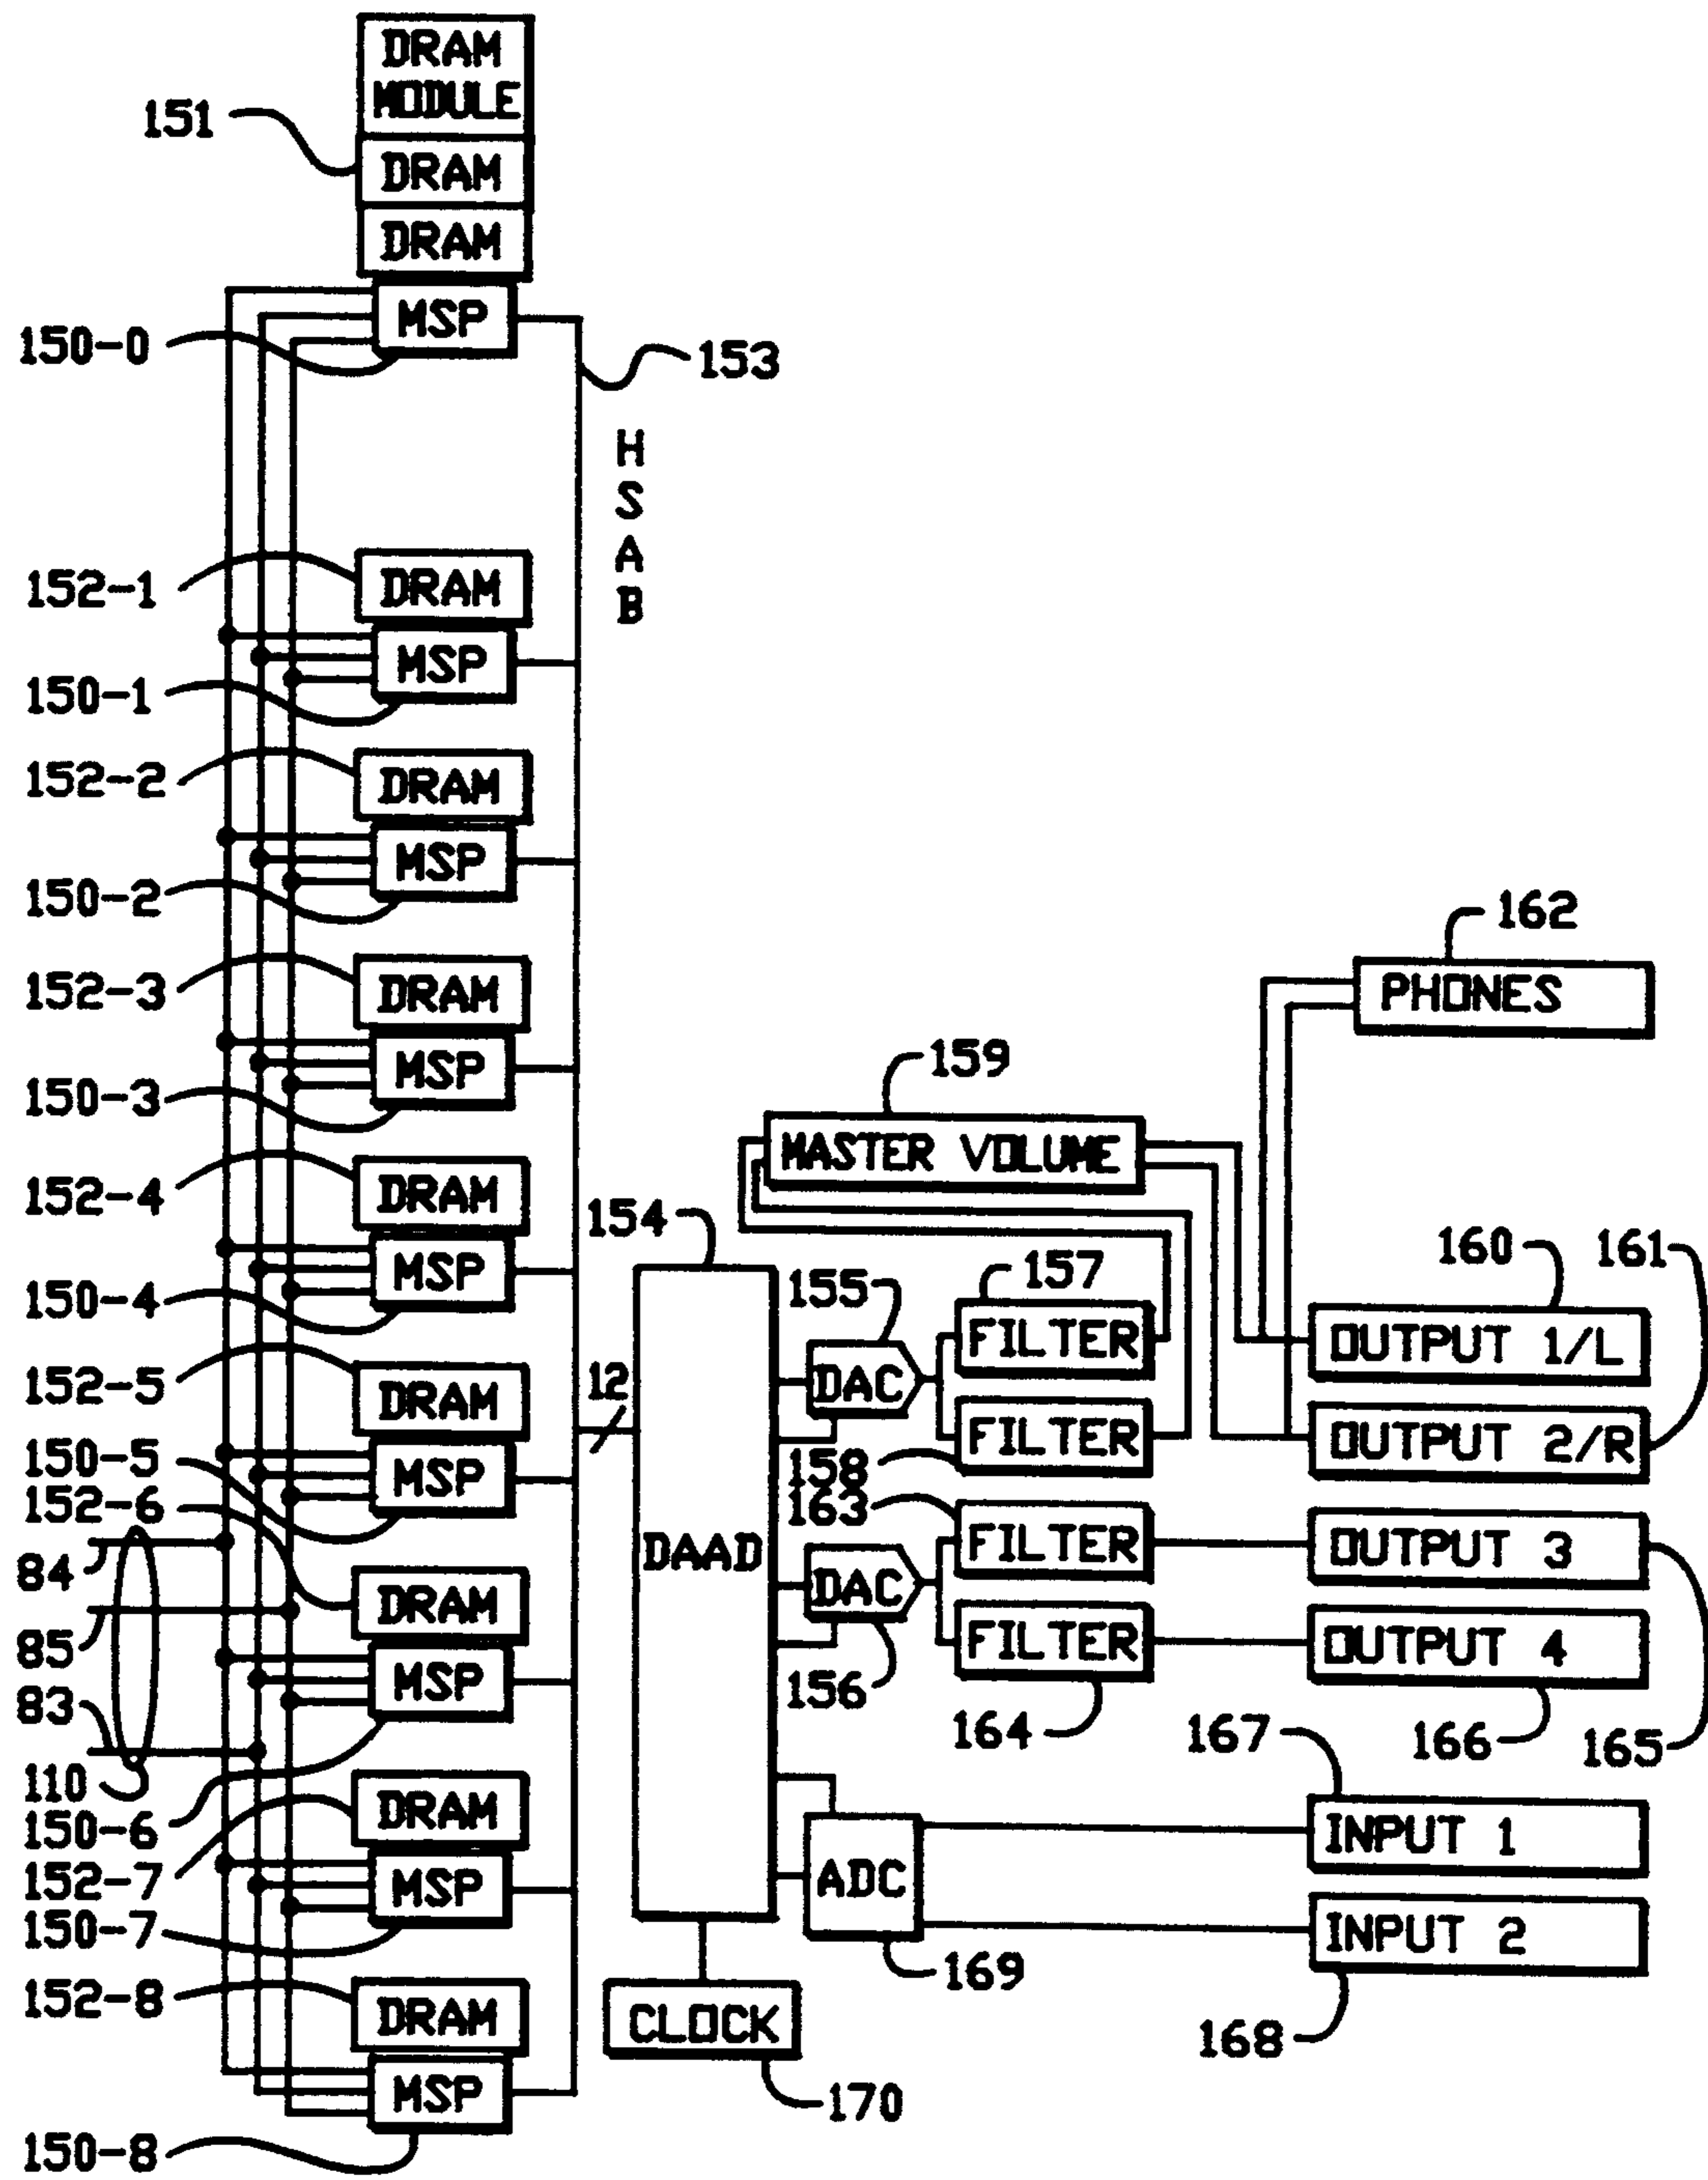 DRAM
MODULE
151
DRAM
DRAM
MSP
150-0
153
H
S
A
B
152-1
DRAM
MSP
150-1
152-2
DRAM
MSP
150-2
162
152-3
DRAM
PHONES
159
MSP
150-3
MASTER VOLUME
152-4
DRAM
154
160
161
157
155
MSP
150-4
FILTER
OUTPUT 1/L
152-5
DRAM
12
DAC
FILTER
OUTPUT 2/R
150-5
MSP
158
152-6
163
FILTER
OUTPUT 3
84
DAAD
DRAM
DAC
85
FILTER
OUTPUT 4
MSP
156
83
164
167
166
165
110
DRAM
150-6
INPUT 1
152-7
MSP
ADC
150-7
INPUT 2
169
152-8
DRAM
CLOCK
168
MSP
170
150-8